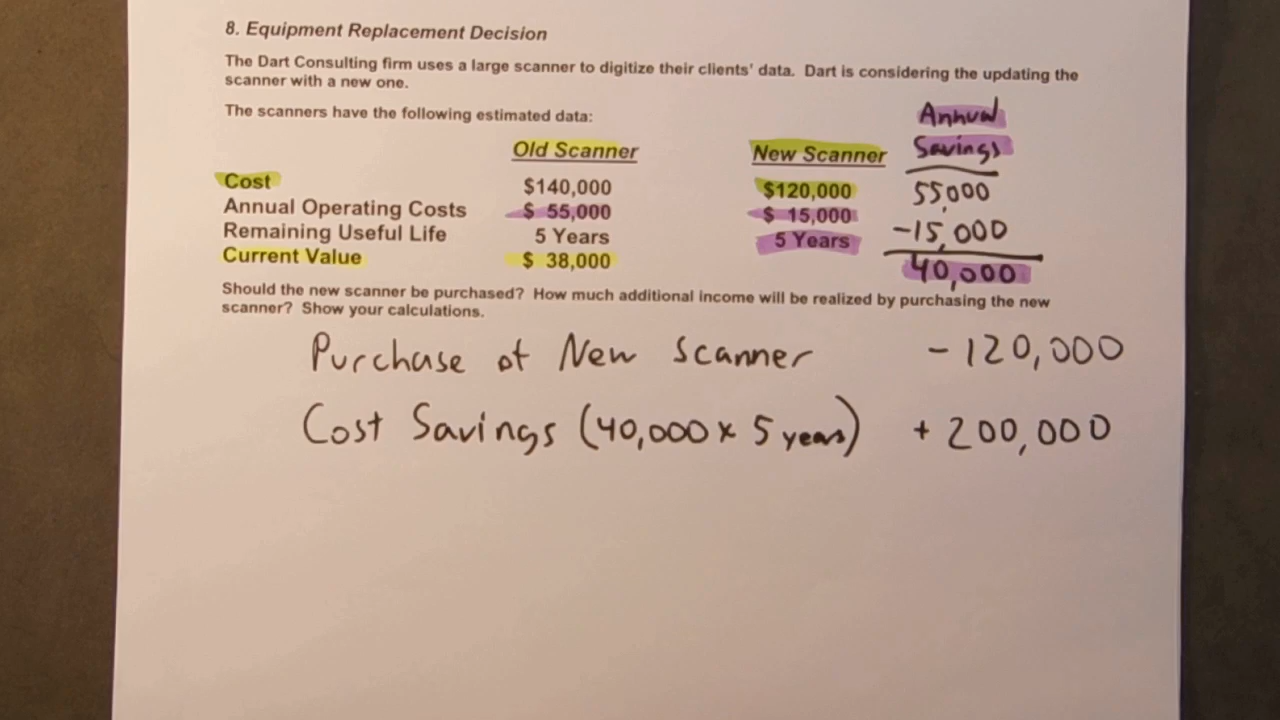 8. Equipment Replacement Decision
The Dart Consulting firm uses a large scanner to digitize their clients' data. Dart is considering the updating the
scanner with a new one.
The scanners have the following estimated data:
Annual
Savings
Old Scanner New Scanner
Cost $140,000 $120,000 55,000
Annual Operating Costs $ 55,000 $ 15,000 -15,000
Remaining Useful Life 5 Years 5 Years
Current Value $ 38,000 40,000
Should the new scanner be purchased? How much additional income will be realized by purchasing the new
scanner? Show your calculations.
Purchase of New Scanner - 120,000
Cost Savings (40,000 x 5 years) + 200,000